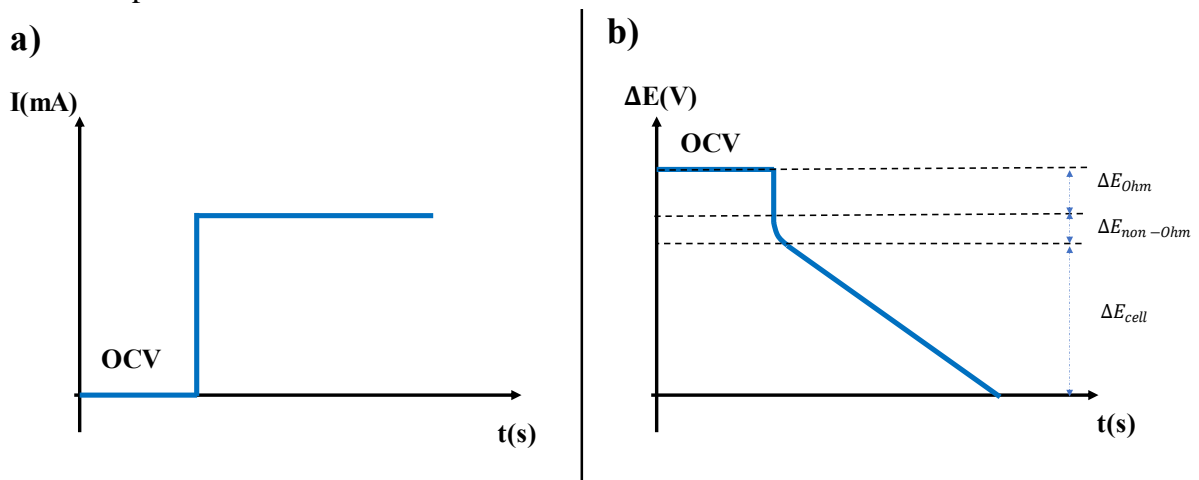 a)
I(mA)
OCV
t(s)
b)
ΔE(V)
OCV
ΔE_Ohm
ΔE_non-Ohm
ΔE_cell
t(s)